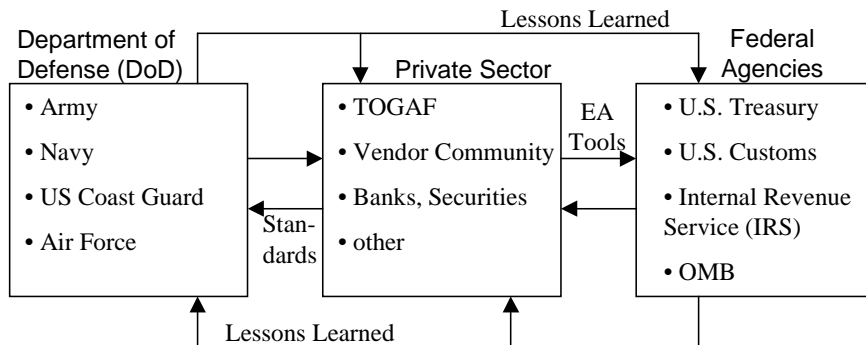 Lessons Learned
Department of
Defense (DoD)
• Army
• Navy
• US Coast Guard
• Air Force
Private Sector
• TOGAF
• Vendor Community
• Banks, Securities
• other
Stan-
dards
EA
Tools
Federal
Agencies
• U.S. Treasury
• U.S. Customs
• Internal Revenue
Service (IRS)
• OMB
Lessons Learned